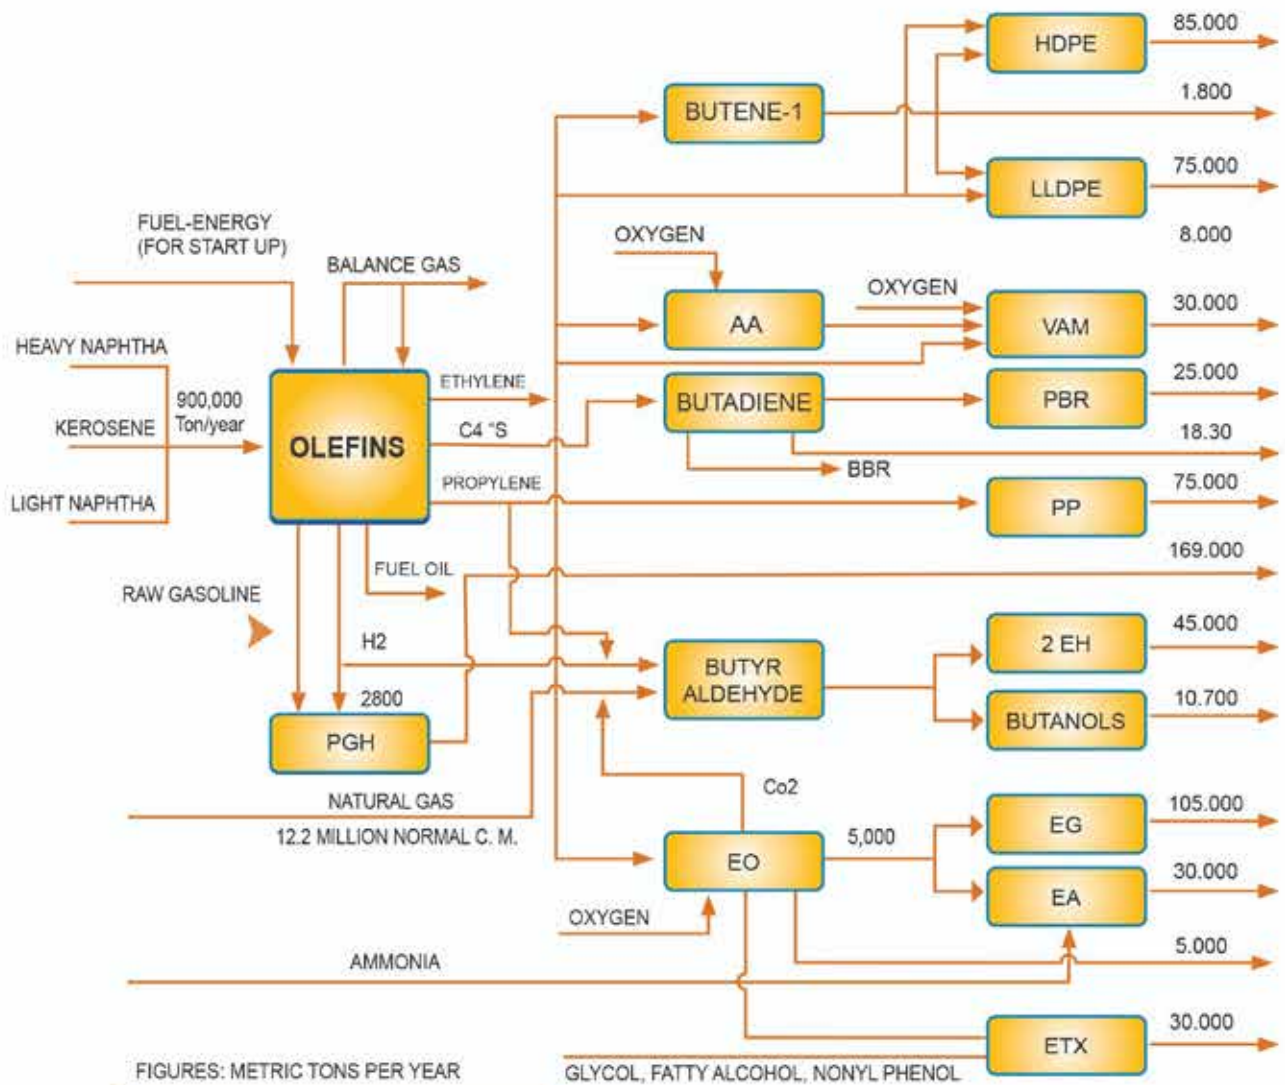 85.000
HDPE
1.800
BUTENE-1
75.000
LLDPE
FUEL-ENERGY
(FOR START UP)
8.000
OXYGEN
BALANCE GAS
OXYGEN
30.000
AA
VAM
HEAVY NAPHTHA
ETHYLENE
25.000
900,000
Ton/year
BUTADIENE
PBR
KEROSENE
C4 "S
18.30
OLEFINS
BBR
PROPYLENE
75.000
LIGHT NAPHTHA
PP
169.000
FUEL OIL
RAW GASOLINE
45.000
H2
2 EH
BUTYR
ALDEHYDE
2800
10.700
BUTANOLS
PGH
Co2
NATURAL GAS
105.000
12.2 MILLION NORMAL C. M.
5,000
EG
EO
30.000
EA
OXYGEN
5.000
AMMONIA
30.000
ETX
FIGURES: METRIC TONS PER YEAR
GLYCOL, FATTY ALCOHOL, NONYL PHENOL